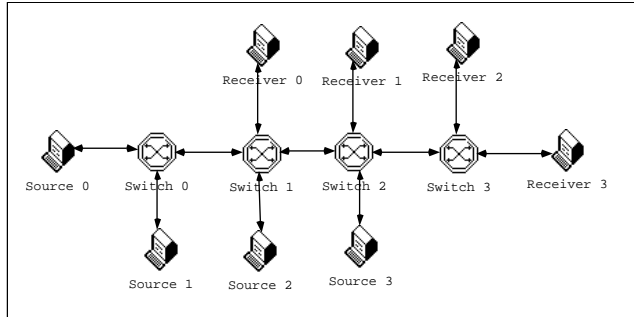 Receiver 0
Receiver 1
Receiver 2
Source 0
Switch 0
Switch 1
Switch 2
Switch 3
Receiver 3
Source 1
Source 2
Source 3